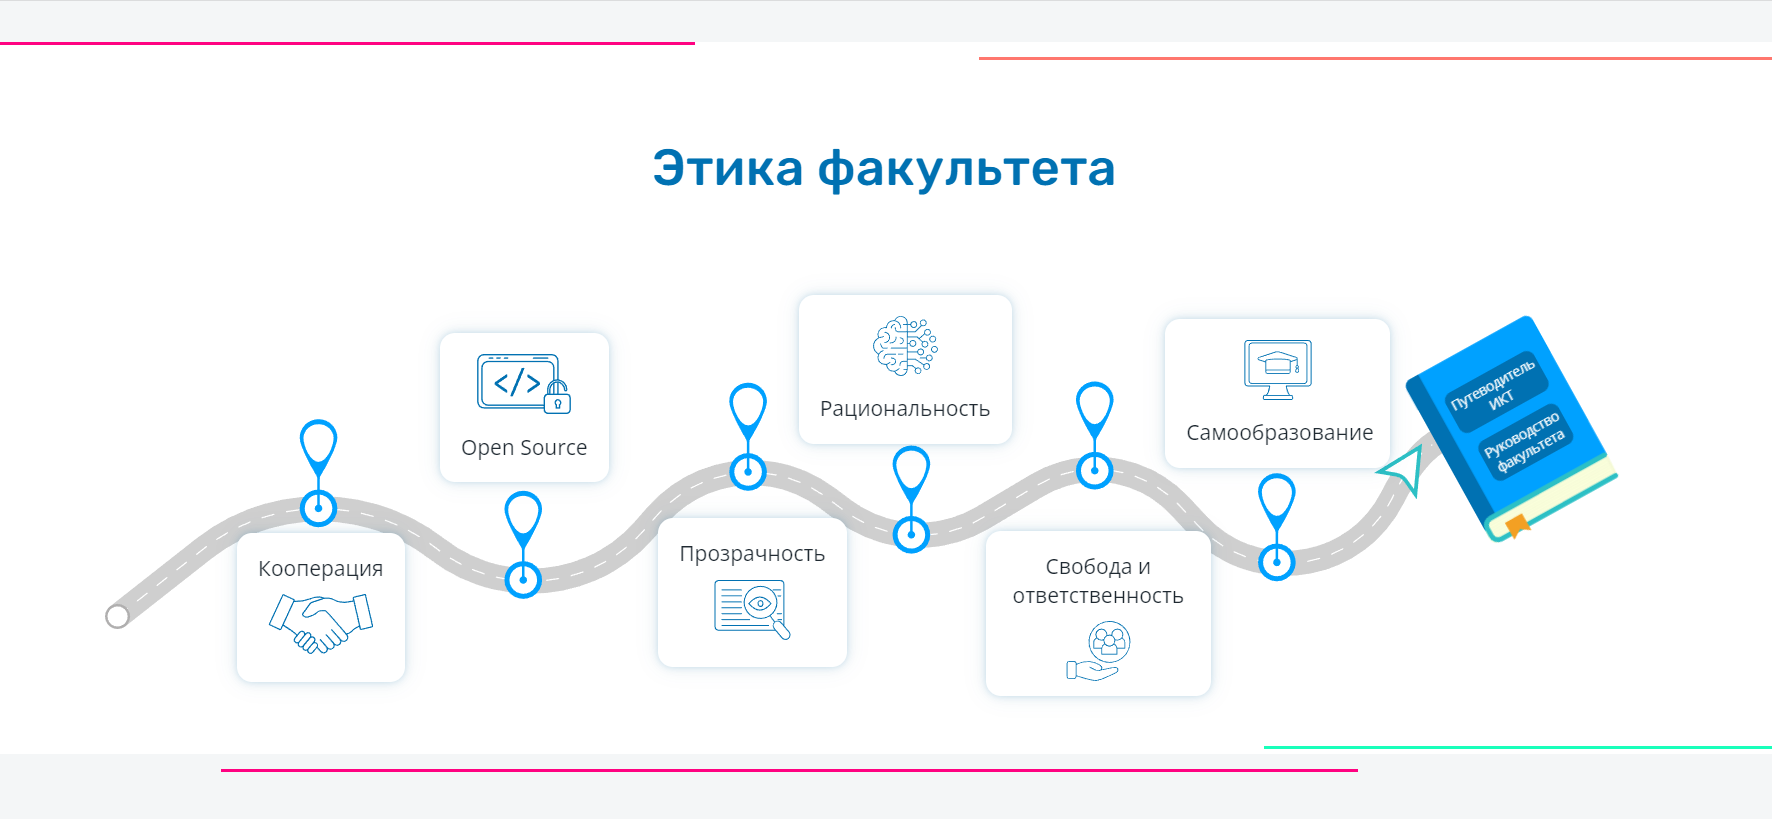 Этика факультета
Кооперация
Open Source
Прозрачность
Рациональность
Свобода и
ответственность
Самообразование
Путеводитель
ИКТ
Руководство
факультета